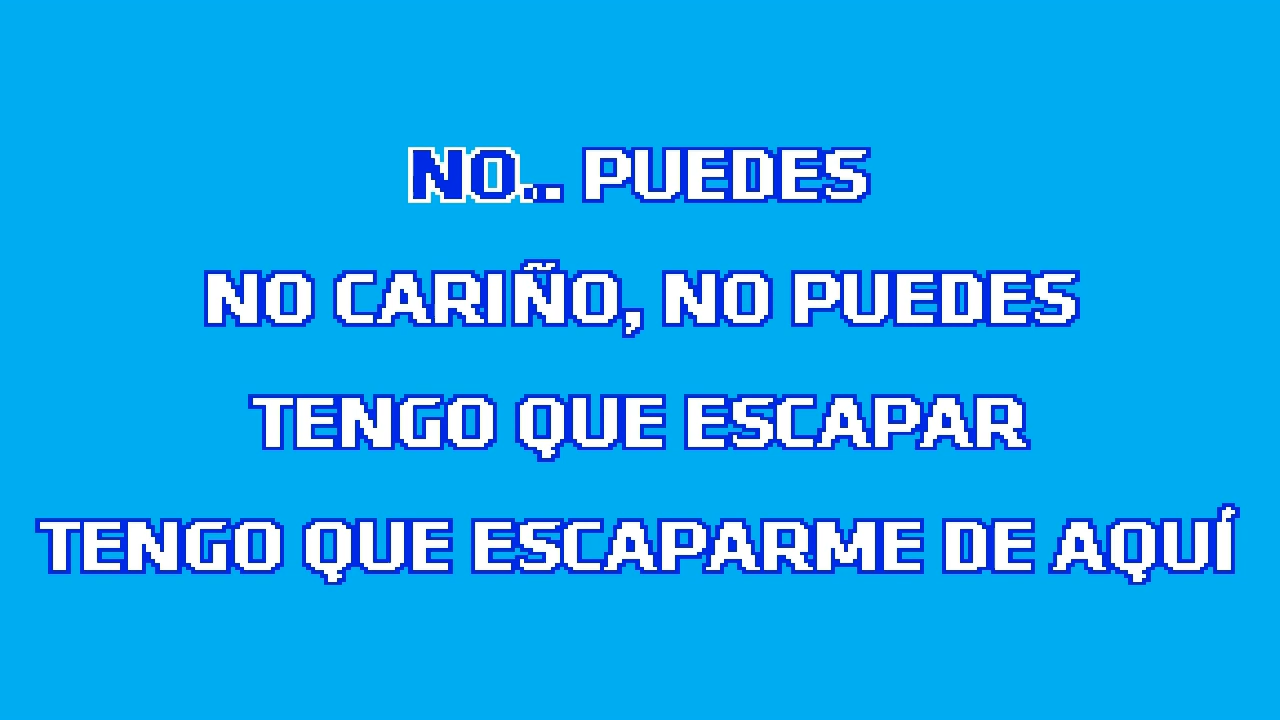 NO.. PUEDES
NO CARIÑO, NO PUEDES
TENGO QUE ESCAPAR
TENGO QUE ESCAPARME DE AQUÍ